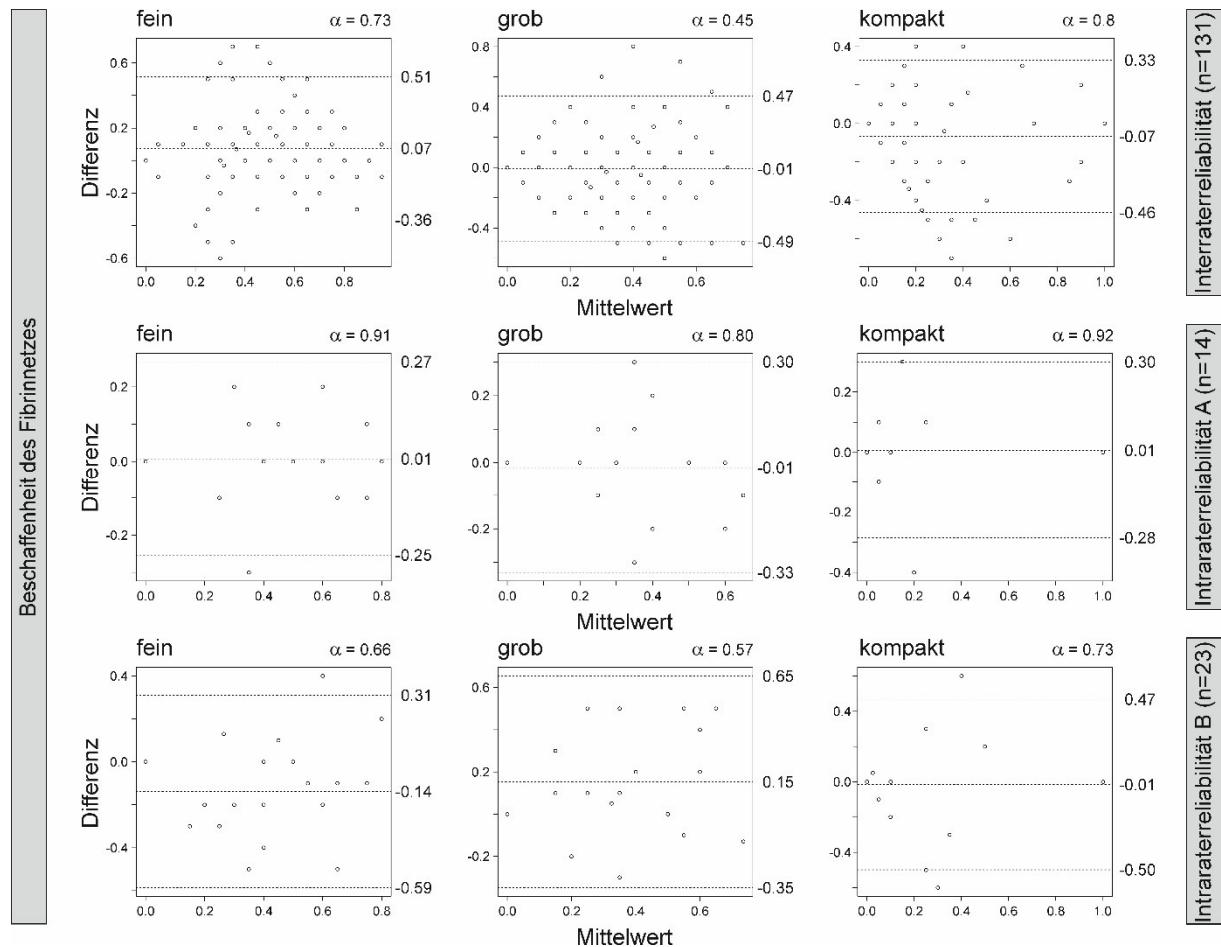 Beschaffenheit des Fibrinnetzes
fein
α = 0.73
grob
α = 0.45
kompakt
α = 0.8
Differenz
0.6
0.2
-0.2
-0.6
0.0 0.2 0.4 0.6 0.8
0.51
0.07
-0.36
0.8
0.4
0.0
-0.4
0.0 0.2 0.4 0.6
0.47
-0.01
-0.49
0.4
0.0
-0.4
0.0 0.2 0.4 0.6 0.8 1.0
0.33
-0.07
-0.46
Mittelwert
Interraterreliabilität (n=131)
fein
α = 0.91
grob
α = 0.80
kompakt
α = 0.92
Differenz
0.2
0.0
-0.2
0.0 0.2 0.4 0.6 0.8
0.27
0.01
-0.25
0.2
0.0
-0.2
0.0 0.2 0.4 0.6
0.30
-0.01
-0.33
0.2
0.0
-0.2
-0.4
0.0 0.2 0.4 0.6 0.8 1.0
0.30
0.01
-0.28
Mittelwert
Intraraterreliabilität A (n=14)
fein
α = 0.66
grob
α = 0.57
kompakt
α = 0.73
Differenz
0.4
0.0
-0.4
0.0 0.2 0.4 0.6 0.8
0.31
-0.14
-0.59
0.6
0.2
-0.2
0.0 0.2 0.4 0.6
0.65
0.15
-0.35
0.4
0.0
-0.4
0.0 0.2 0.4 0.6 0.8 1.0
0.47
-0.01
-0.50
Mittelwert
Intraraterreliabilität B (n=23)